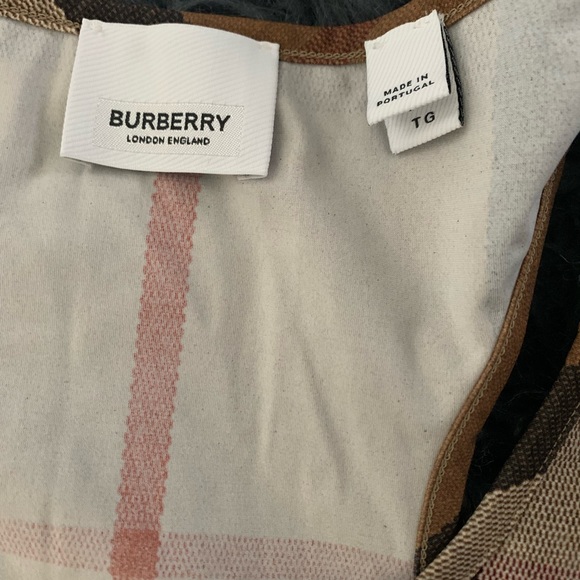 BURBERRY
LONDON ENGLAND
MADE IN
PORTUGAL
TG